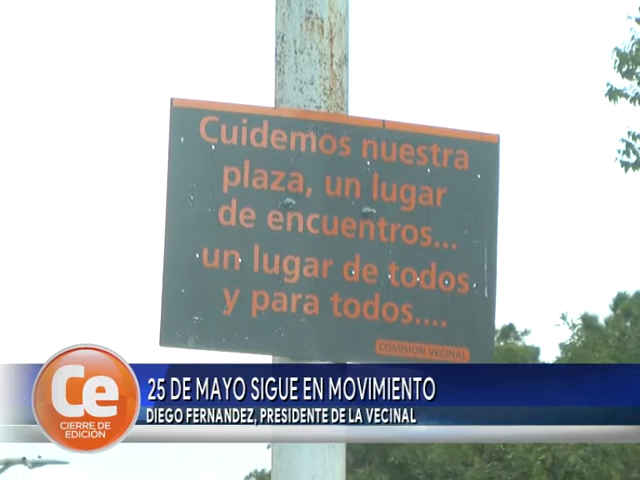 Cuidemos nuestra
plaza, un lugar
de encuentros...
un lugar de todos
y para todos....
COMISION VECINAL
Ce
CIERRE DE
EDICIÓN
25 DE MAYO SIGUE EN MOVIMIENTO
DIEGO FERNANDEZ, PRESIDENTE DE LA VECINAL